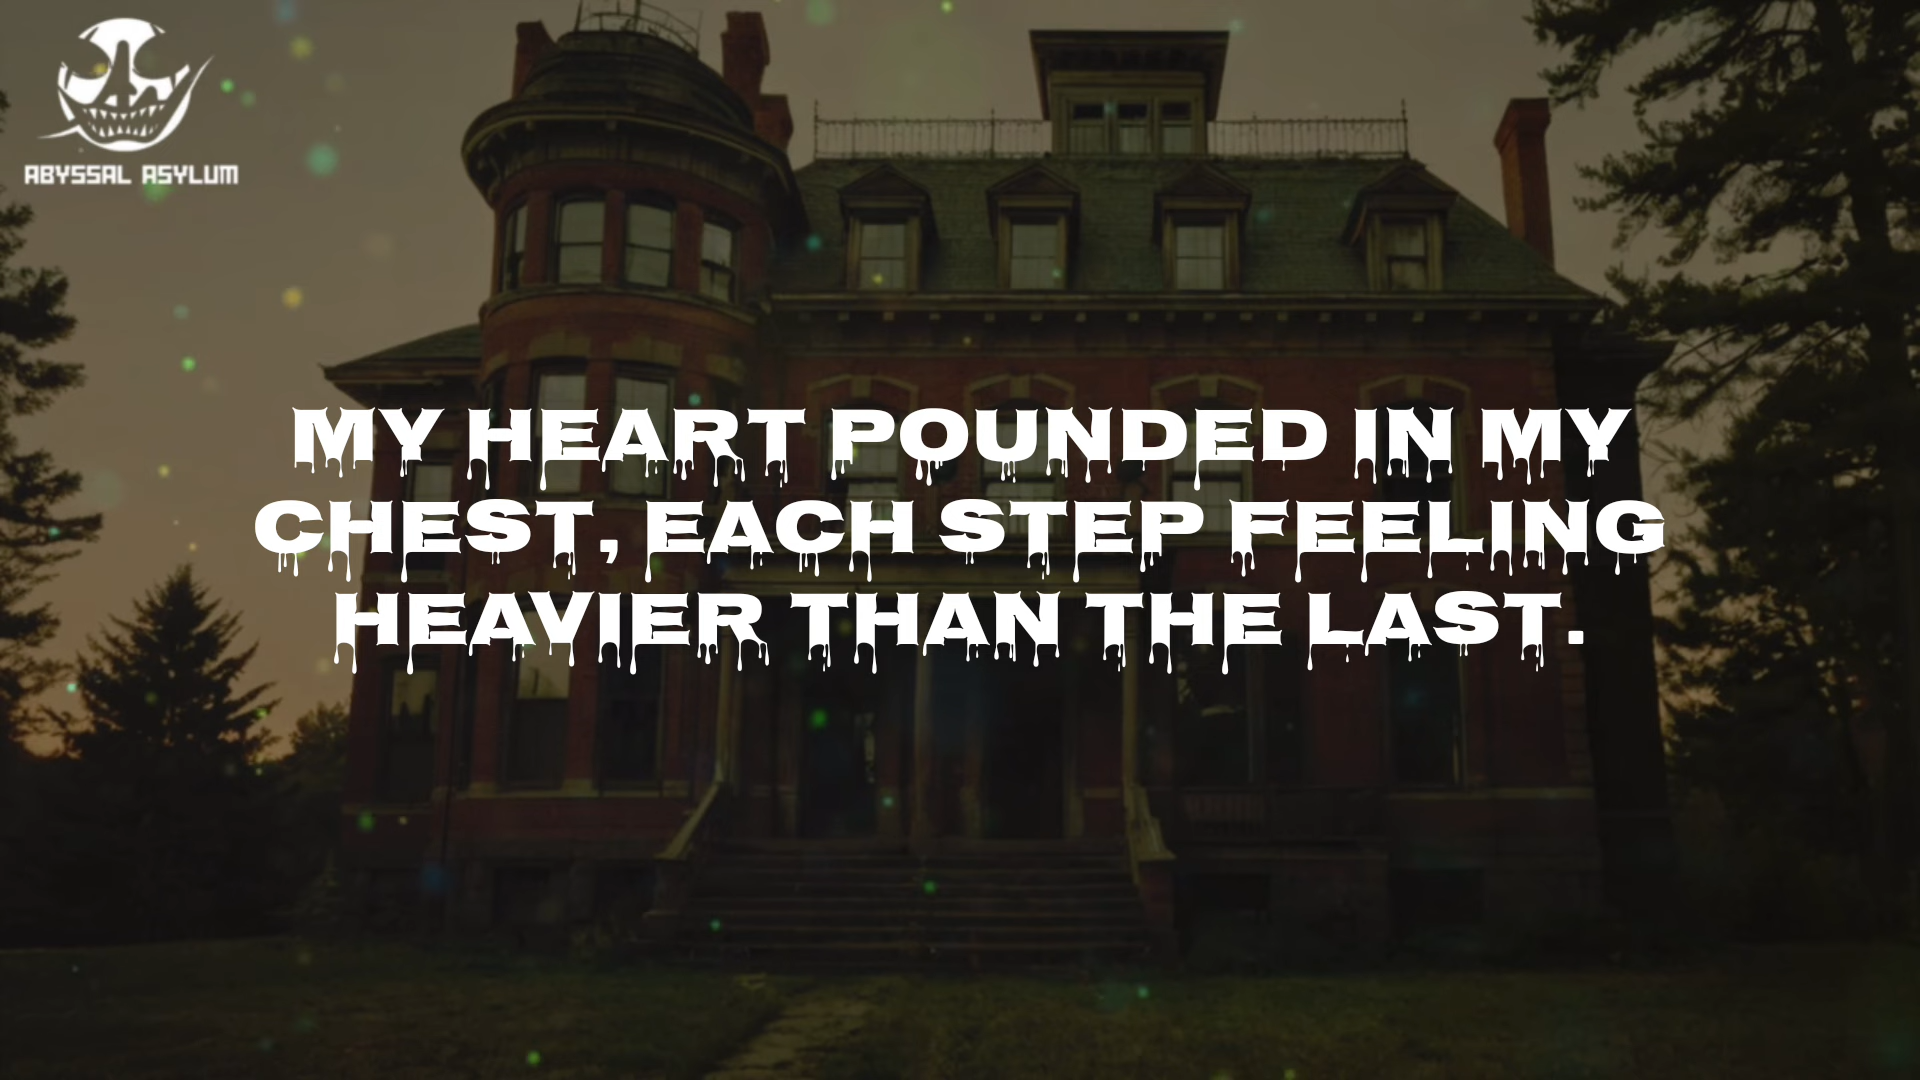 ABYSSAL ASYLUM
MY HEART POUNDED IN MY
CHEST, EACH STEP FEELING
HEAVIER THAN THE LAST.